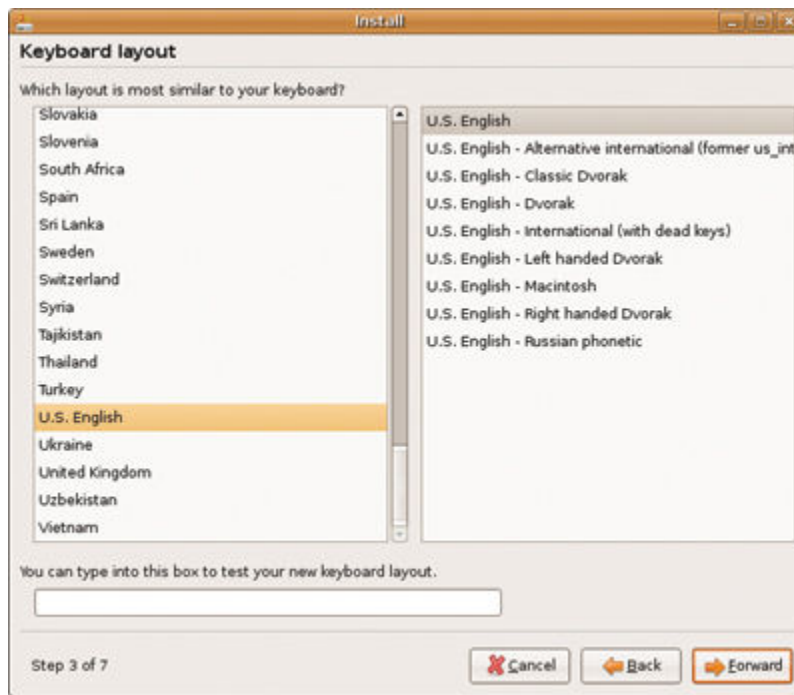 Install
Keyboard layout
Which layout is most similar to your keyboard?
Slovakia
Slovenia
South Africa
Spain
Sri Lanka
Sweden
Switzerland
Syria
Tajikistan
Thailand
Turkey
U.S. English
Ukraine
United Kingdom
Uzbekistan
Vietnam
U.S. English
U.S. English - Alternative international (former us_int
U.S. English - Classic Dvorak
U.S. English - Dvorak
U.S. English - International (with dead keys)
U.S. English - Left handed Dvorak
U.S. English - Macintosh
U.S. English - Right handed Dvorak
U.S. English - Russian phonetic
You can type into this box to test your new keyboard layout.
Step 3 of 7
Cancel
Back
Forward